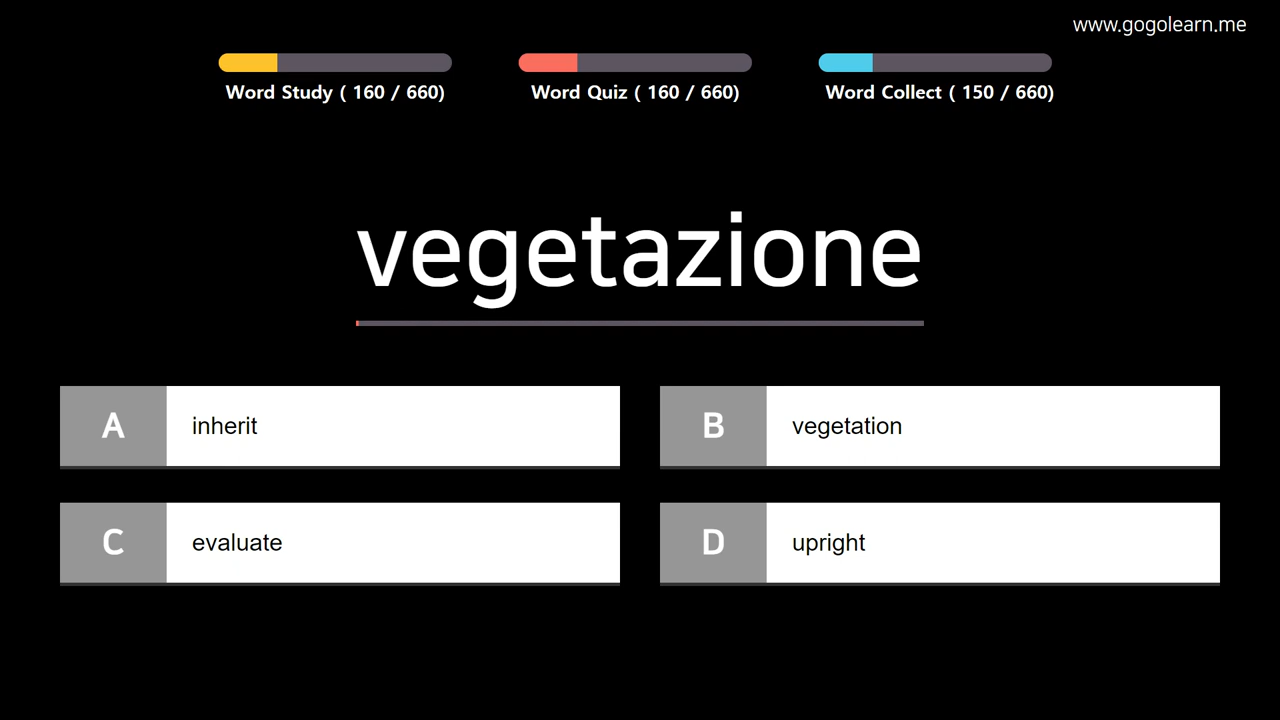 www.gogolearn.me
Word Study ( 160 / 660)
Word Quiz ( 160 / 660)
Word Collect ( 150 / 660)
vegetazione
A inherit
B vegetation
C evaluate
D upright